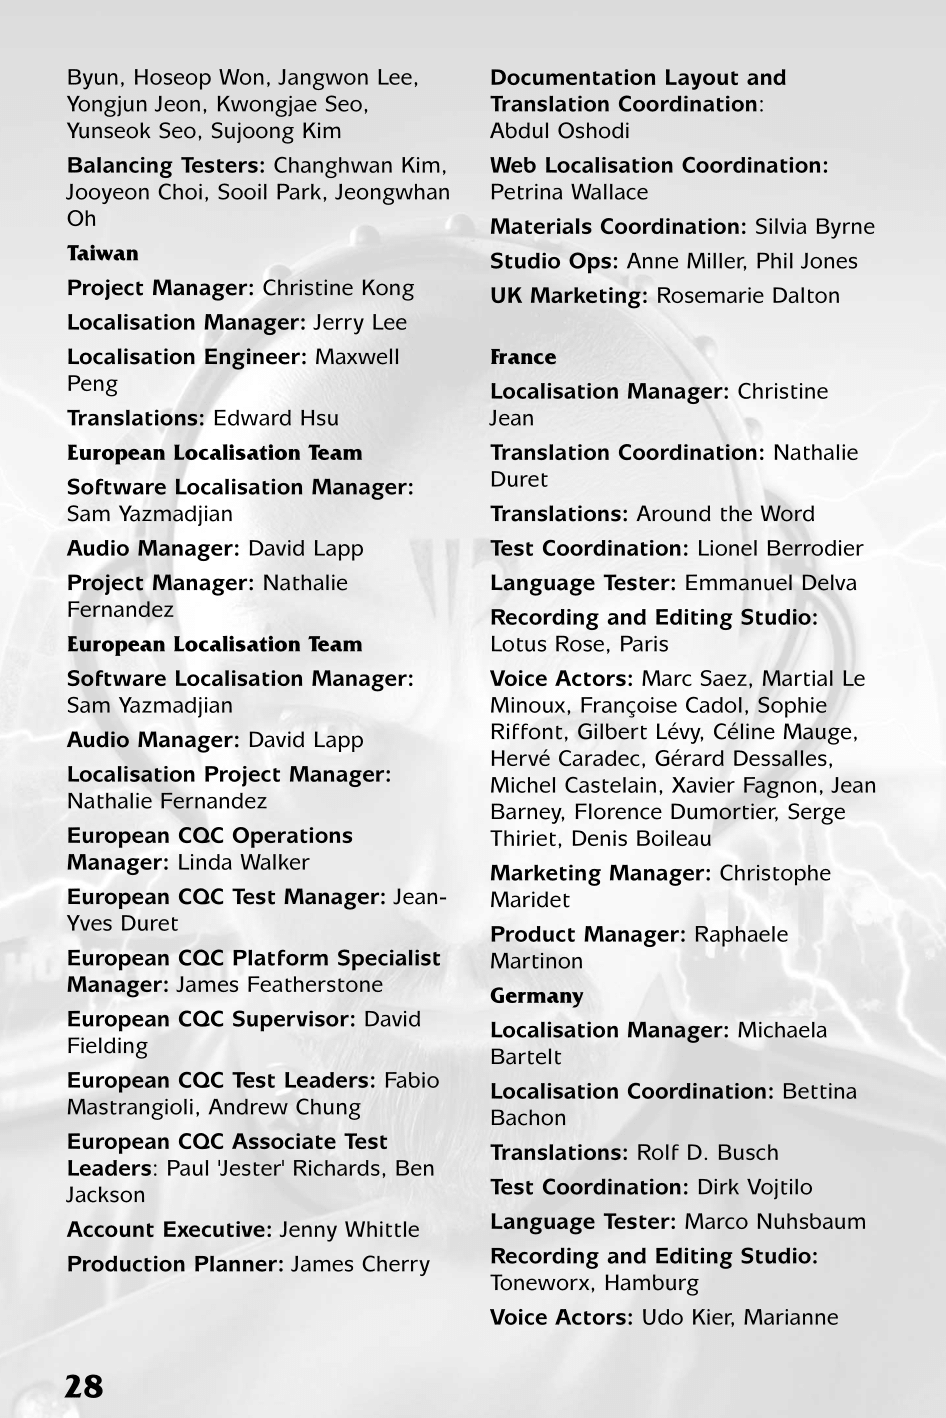 Byun, Hoseop Won, Jangwon Lee,
Yongjun Jeon, Kwongjae Seo,
Yunseok Seo, Sujoong Kim
Balancing Testers: Changhwan Kim,
Jooyeon Choi, Sooil Park, Jeongwhan
Oh
Taiwan
Project Manager: Christine Kong
Localisation Manager: Jerry Lee
Localisation Engineer: Maxwell
Peng
Translations: Edward Hsu
European Localisation Team
Software Localisation Manager:
Sam Yazmadjian
Audio Manager: David Lapp
Project Manager: Nathalie
Fernandez
European Localisation Team
Software Localisation Manager:
Sam Yazmadjian
Audio Manager: David Lapp
Localisation Project Manager:
Nathalie Fernandez
European CQC Operations
Manager: Linda Walker
European CQC Test Manager: Jean-
Yves Duret
European CQC Platform Specialist
Manager: James Featherstone
European CQC Supervisor: David
Fielding
European CQC Test Leaders: Fabio
Mastrangioli, Andrew Chung
European CQC Associate Test
Leaders: Paul 'Jester' Richards, Ben
Jackson
Account Executive: Jenny Whittle
Production Planner: James Cherry
Documentation Layout and
Translation Coordination:
Abdul Oshodi
Web Localisation Coordination:
Petrina Wallace
Materials Coordination: Silvia Byrne
Studio Ops: Anne Miller, Phil Jones
UK Marketing: Rosemarie Dalton
France
Localisation Manager: Christine
Jean
Translation Coordination: Nathalie
Duret
Translations: Around the Word
Test Coordination: Lionel Berrodier
Language Tester: Emmanuel Delva
Recording and Editing Studio:
Lotus Rose, Paris
Voice Actors: Marc Saez, Martial Le
Minoux, Françoise Cadol, Sophie
Riffont, Gilbert Lévy, Céline Mauge,
Hervé Caradec, Gérard Dessalles,
Michel Castelain, Xavier Fagnon, Jean
Barney, Florence Dumortier, Serge
Thiriet, Denis Boileau
Marketing Manager: Christophe
Maridet
Product Manager: Raphaele
Martinon
Germany
Localisation Manager: Michaela
Bartelt
Localisation Coordination: Bettina
Bachon
Translations: Rolf D. Busch
Test Coordination: Dirk Vojtilo
Language Tester: Marco Nuhsbaum
Recording and Editing Studio:
Toneworx, Hamburg
Voice Actors: Udo Kier, Marianne
28